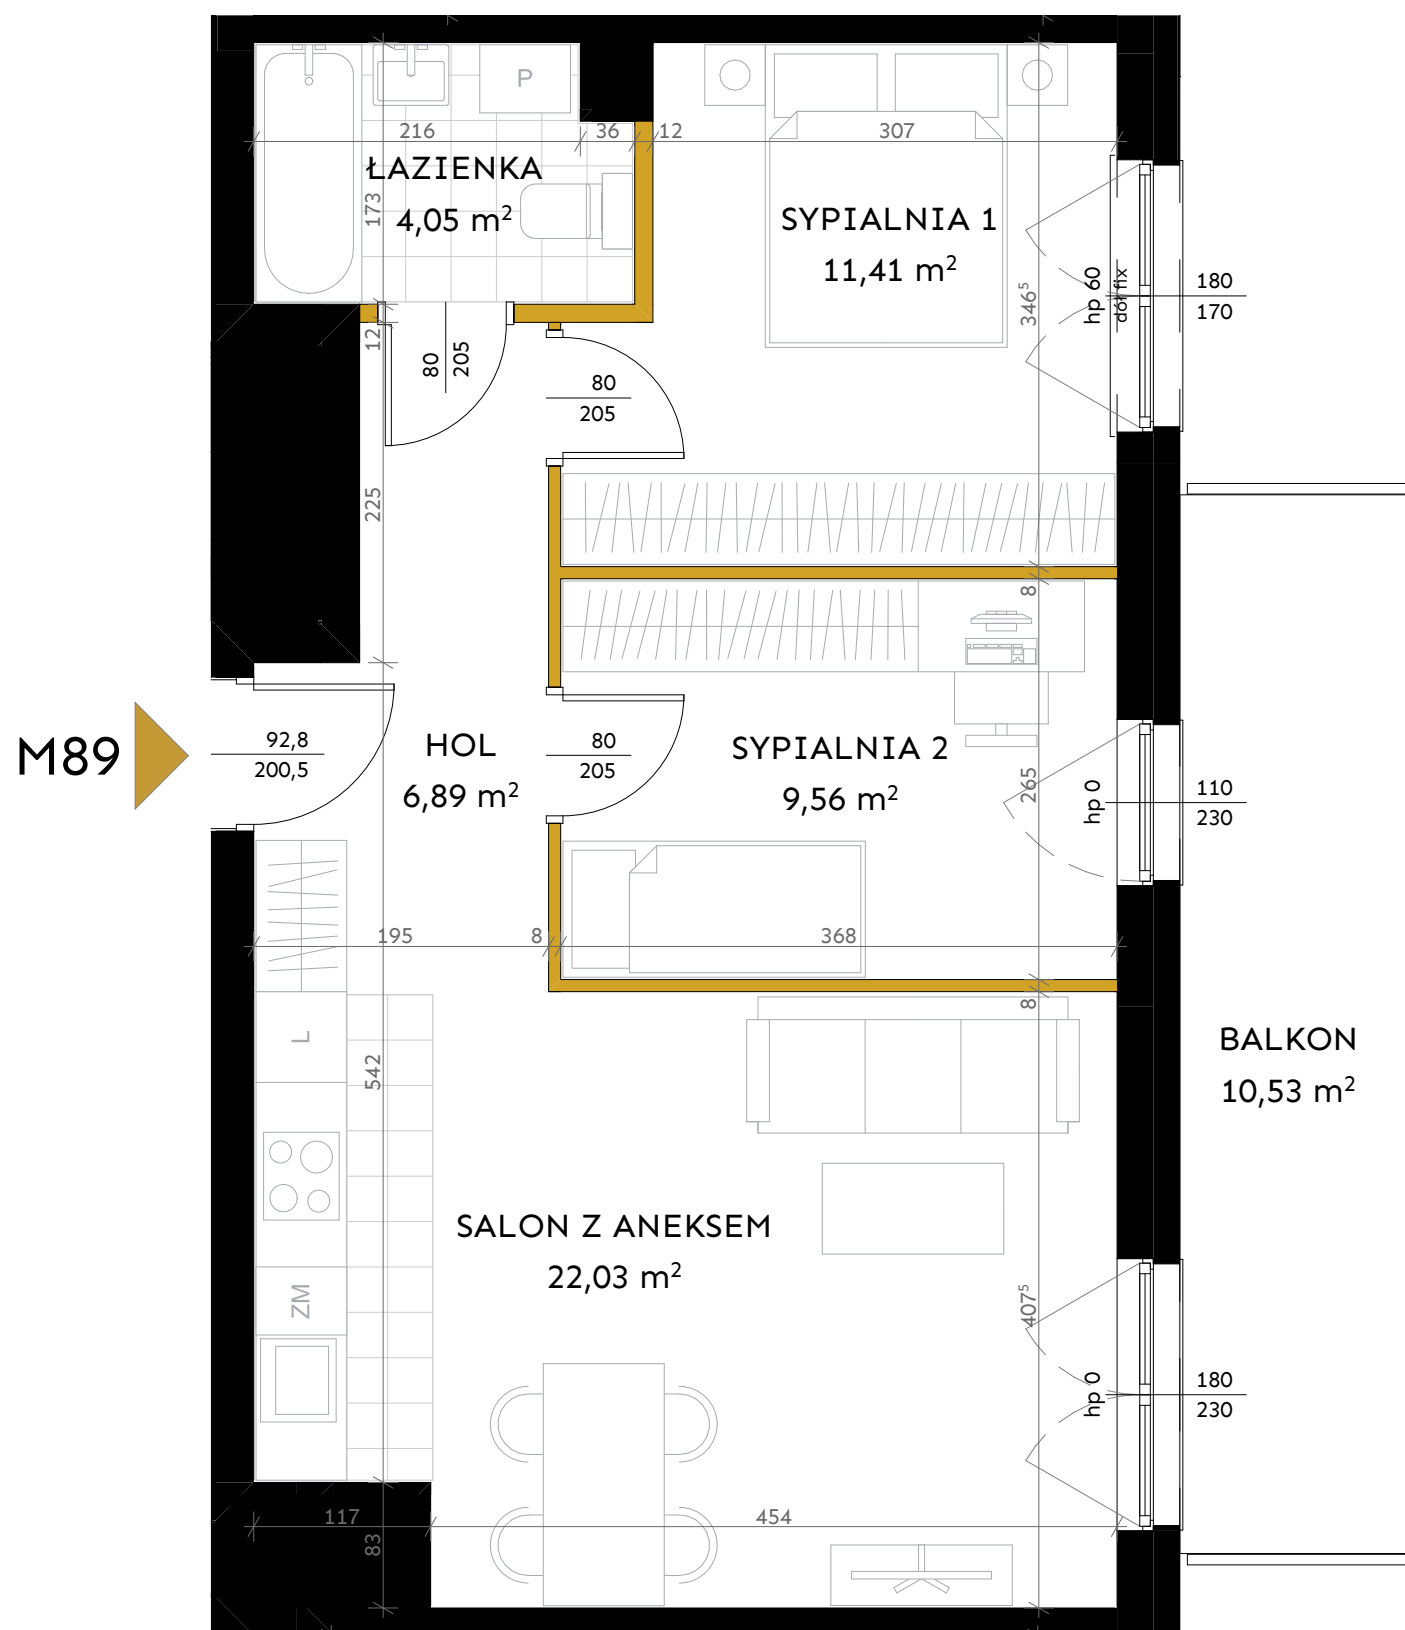 P
216
36
12
307
ŁAZIENKA
4,05 m²
173
SYPIALNIA 1
11,41 m²
346⁵
hp 60
dół fix
180
170
12
80
205
80
205
225
8
M89
92,8
200,5
HOL
6,89 m²
80
205
SYPIALNIA 2
9,56 m²
265
hp 0
110
230
195
8
368
8
L
542
BALKON
10,53 m²
SALON Z ANEKSEM
22,03 m²
ZM
407⁵
hp 0
180
230
117
83
454